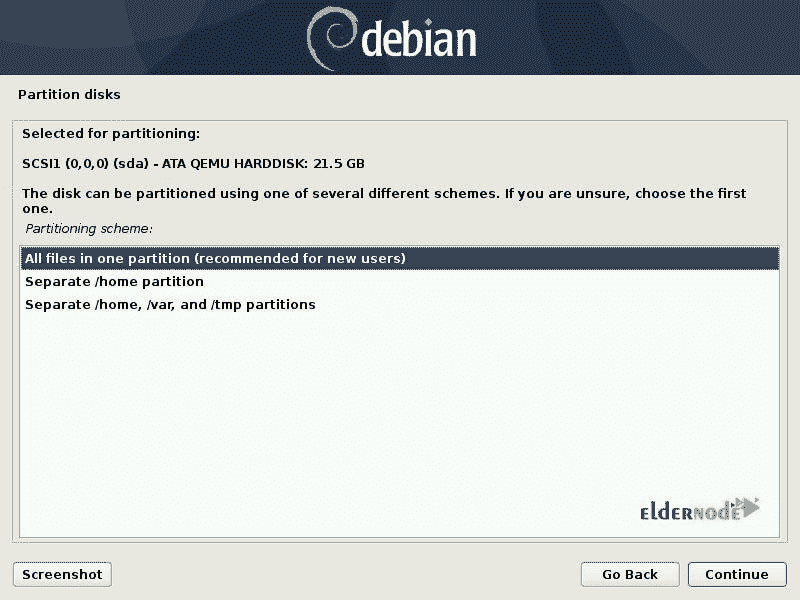 debian
Partition disks
Selected for partitioning:
SCSI1 (0,0,0) (sda) - ATA QEMU HARDDISK: 21.5 GB
The disk can be partitioned using one of several different schemes. If you are unsure, choose the first
one.
Partitioning scheme:
All files in one partition (recommended for new users)
Separate /home partition
Separate /home, /var, and /tmp partitions
eldernode
Screenshot
Go Back
Continue